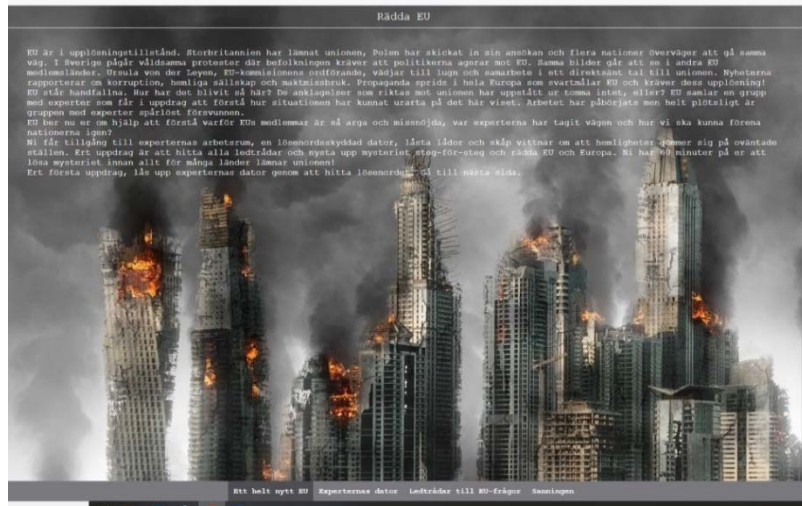 Rädda EU
EU är i upplösningstillstånd. Storbritannien har lämnat unionen, Polen har skickat in sin ansökan och flera nationer överväger att gå samma
väg. I Sverige pågår våldsamma protester där befolkningen kräver att politikerna agerar mot EU. Samma bilder går att se i andra EU
medlemsländer. Ursula von der Leyen, EU-kommisionens ordförande, vädjar till lugn och samarbete i ett direktsänt tal till unionen. Nyheterna
rapporterar om korruption, hemliga sällskap och maktmissbruk. Propaganda sprids i hela Europa som svartmålar EU och kräver dess upplösning!
EU står handfallna. Hur har det blivit så här? De anklagelser som riktas mot unionen har uppstått ur tomma intet, eller? EU samlar en grupp
med experter som får i uppdrag att förstå hur situationen har kunnat urarta på det här viset. Arbetet har påbörjats men helt plötsligt är
gruppen med experter spårlöst försvunnen.
EU ber nu er om hjälp att förstå varför EUs medlemmar är så arga och missnöjda, var experterna har tagit vägen och hur vi ska kunna förena
nationerna igen?
Ni får tillgång till experternas arbetsrum, en lösenordsskyddad dator, låsta lådor och skåp vittnar om att hemligheter gömmer sig på oväntade
ställen. Ert uppdrag är att hitta alla ledtrådar och nysta upp mysteriet steg-för-steg och rädda EU och Europa. Ni har 60 minuter på er att
lösa mysteriet innan allt för många länder lämnar unionen!
Ert första uppdrag, lås upp experternas dator genom att hitta lösenordet. Gå till nästa sida.
Ett helt nytt EU Experternas dator Ledtrådar till EU-frågor Sanningen